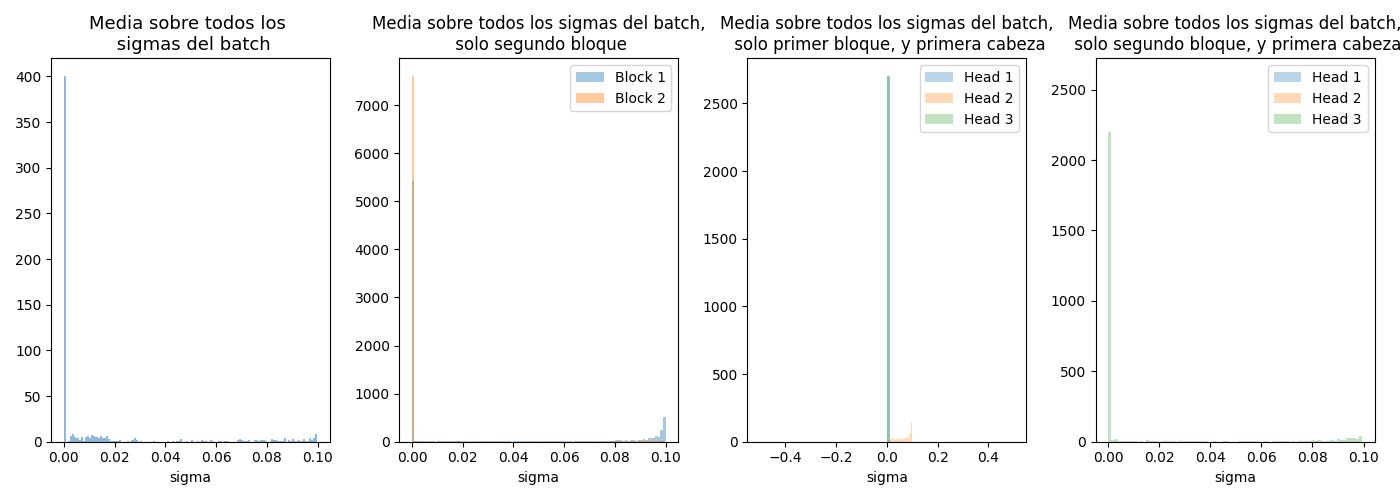 Media sobre todos los
sigmas del batch
400
350
300
250
200
150
100
50
0
0.00 0.02 0.04 0.06 0.08 0.10
sigma
Media sobre todos los sigmas del batch,
solo segundo bloque
Block 1
Block 2
7000
6000
5000
4000
3000
2000
1000
0
0.00 0.02 0.04 0.06 0.08 0.10
sigma
Media sobre todos los sigmas del batch,
solo primer bloque, y primera cabeza
Head 1
Head 2
Head 3
2500
2000
1500
1000
500
0
−0.4 −0.2 0.0 0.2 0.4
sigma
Media sobre todos los sigmas del batch,
solo segundo bloque, y primera cabeza
Head 1
Head 2
Head 3
2500
2000
1500
1000
500
0
0.00 0.02 0.04 0.06 0.08 0.10
sigma